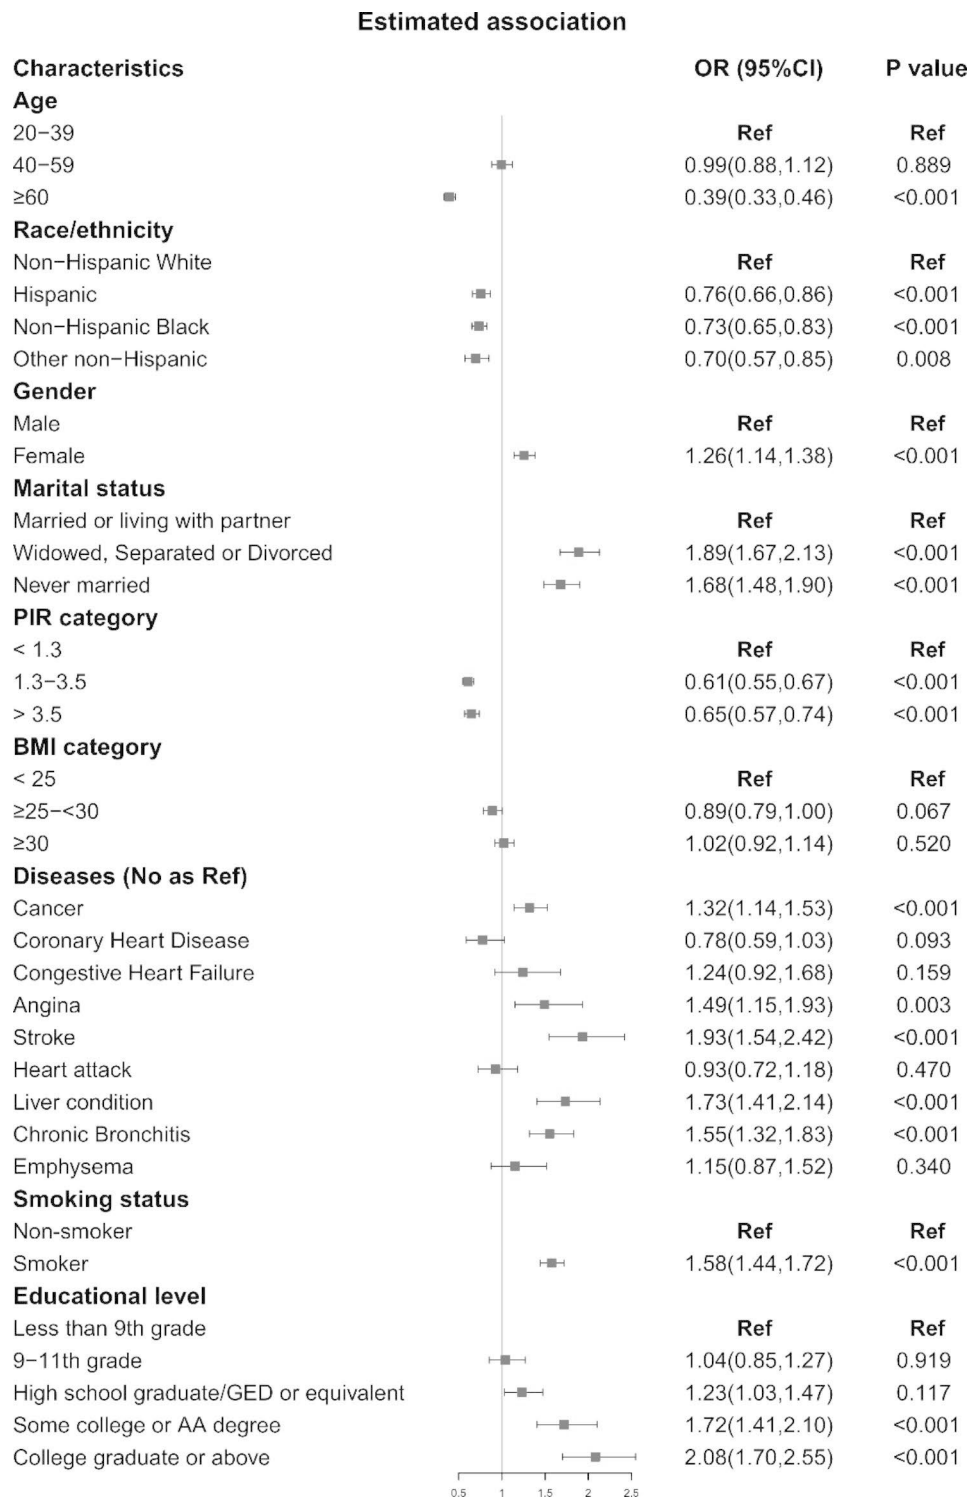 Estimated association
Characteristics OR (95%CI) P value
Age
20−39 Ref Ref
40−59 0.99(0.88,1.12) 0.889
≥60 0.39(0.33,0.46) <0.001
Race/ethnicity
Non−Hispanic White Ref Ref
Hispanic 0.76(0.66,0.86) <0.001
Non−Hispanic Black 0.73(0.65,0.83) <0.001
Other non−Hispanic 0.70(0.57,0.85) 0.008
Gender
Male Ref Ref
Female 1.26(1.14,1.38) <0.001
Marital status
Married or living with partner Ref Ref
Widowed, Separated or Divorced 1.89(1.67,2.13) <0.001
Never married 1.68(1.48,1.90) <0.001
PIR category
< 1.3 Ref Ref
1.3−3.5 0.61(0.55,0.67) <0.001
> 3.5 0.65(0.57,0.74) <0.001
BMI category
< 25 Ref Ref
≥25−<30 0.89(0.79,1.00) 0.067
≥30 1.02(0.92,1.14) 0.520
Diseases (No as Ref)
Cancer 1.32(1.14,1.53) <0.001
Coronary Heart Disease 0.78(0.59,1.03) 0.093
Congestive Heart Failure 1.24(0.92,1.68) 0.159
Angina 1.49(1.15,1.93) 0.003
Stroke 1.93(1.54,2.42) <0.001
Heart attack 0.93(0.72,1.18) 0.470
Liver condition 1.73(1.41,2.14) <0.001
Chronic Bronchitis 1.55(1.32,1.83) <0.001
Emphysema 1.15(0.87,1.52) 0.340
Smoking status
Non-smoker Ref Ref
Smoker 1.58(1.44,1.72) <0.001
Educational level
Less than 9th grade Ref Ref
9−11th grade 1.04(0.85,1.27) 0.919
High school graduate/GED or equivalent 1.23(1.03,1.47) 0.117
Some college or AA degree 1.72(1.41,2.10) <0.001
College graduate or above 2.08(1.70,2.55) <0.001
0.5 1 1.5 2 2.5